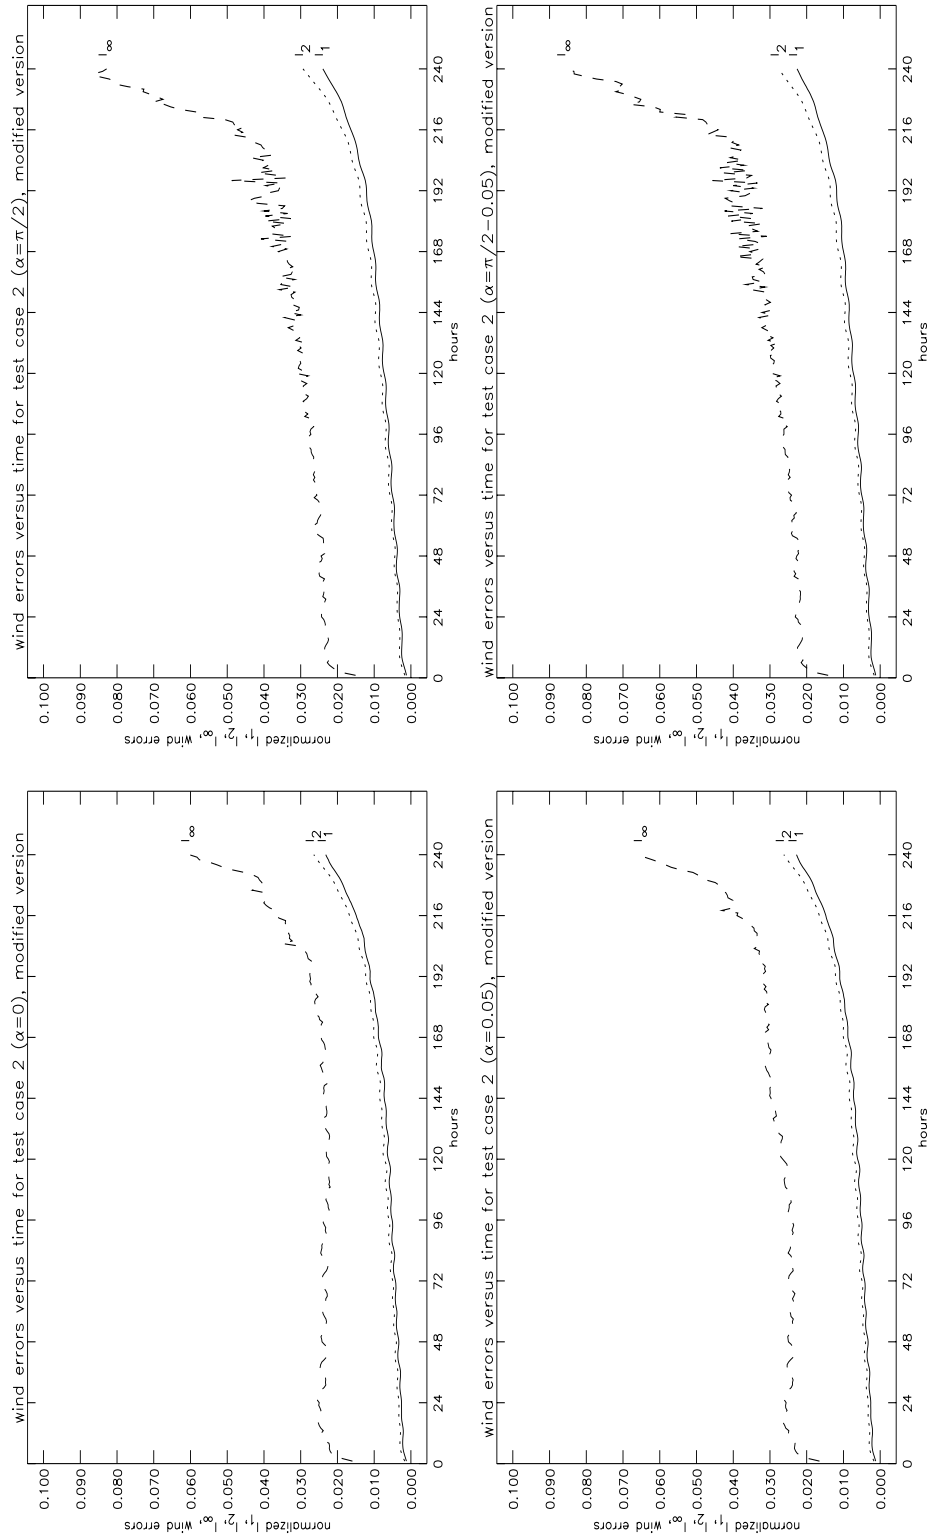 wind errors versus time for test case 2 (α=0), modified version
normalized l1, l2, l∞, wind errors
0.100
0.090
0.080
0.070
0.060
0.050
0.040
0.030
0.020
0.010
0.000
0 24 48 72 96 120 144 168 192 216 240
hours
l∞
l2
l1
wind errors versus time for test case 2 (α=π/2), modified version
normalized l1, l2, l∞, wind errors
0.100
0.090
0.080
0.070
0.060
0.050
0.040
0.030
0.020
0.010
0.000
0 24 48 72 96 120 144 168 192 216 240
hours
l∞
l2
l1
wind errors versus time for test case 2 (α=0.05), modified version
normalized l1, l2, l∞, wind errors
0.100
0.090
0.080
0.070
0.060
0.050
0.040
0.030
0.020
0.010
0.000
0 24 48 72 96 120 144 168 192 216 240
hours
l∞
l2
l1
wind errors versus time for test case 2 (α=π/2−0.05), modified version
normalized l1, l2, l∞, wind errors
0.100
0.090
0.080
0.070
0.060
0.050
0.040
0.030
0.020
0.010
0.000
0 24 48 72 96 120 144 168 192 216 240
hours
l∞
l2
l1